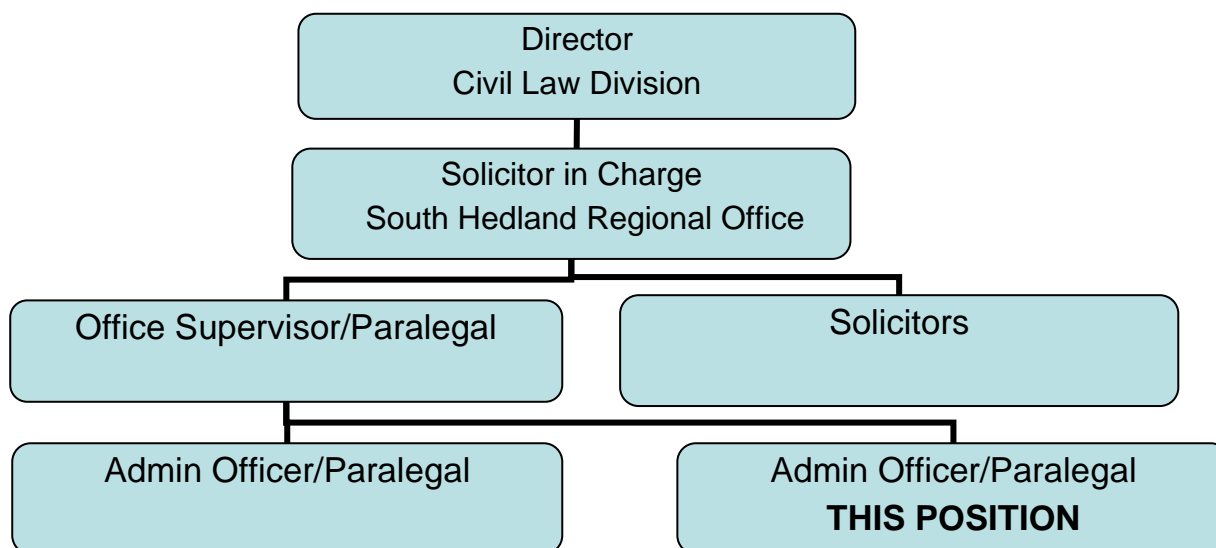 Director
Civil Law Division
Solicitor in Charge
South Hedland Regional Office
Office Supervisor/Paralegal
Solicitors
Admin Officer/Paralegal
Admin Officer/Paralegal
THIS POSITION